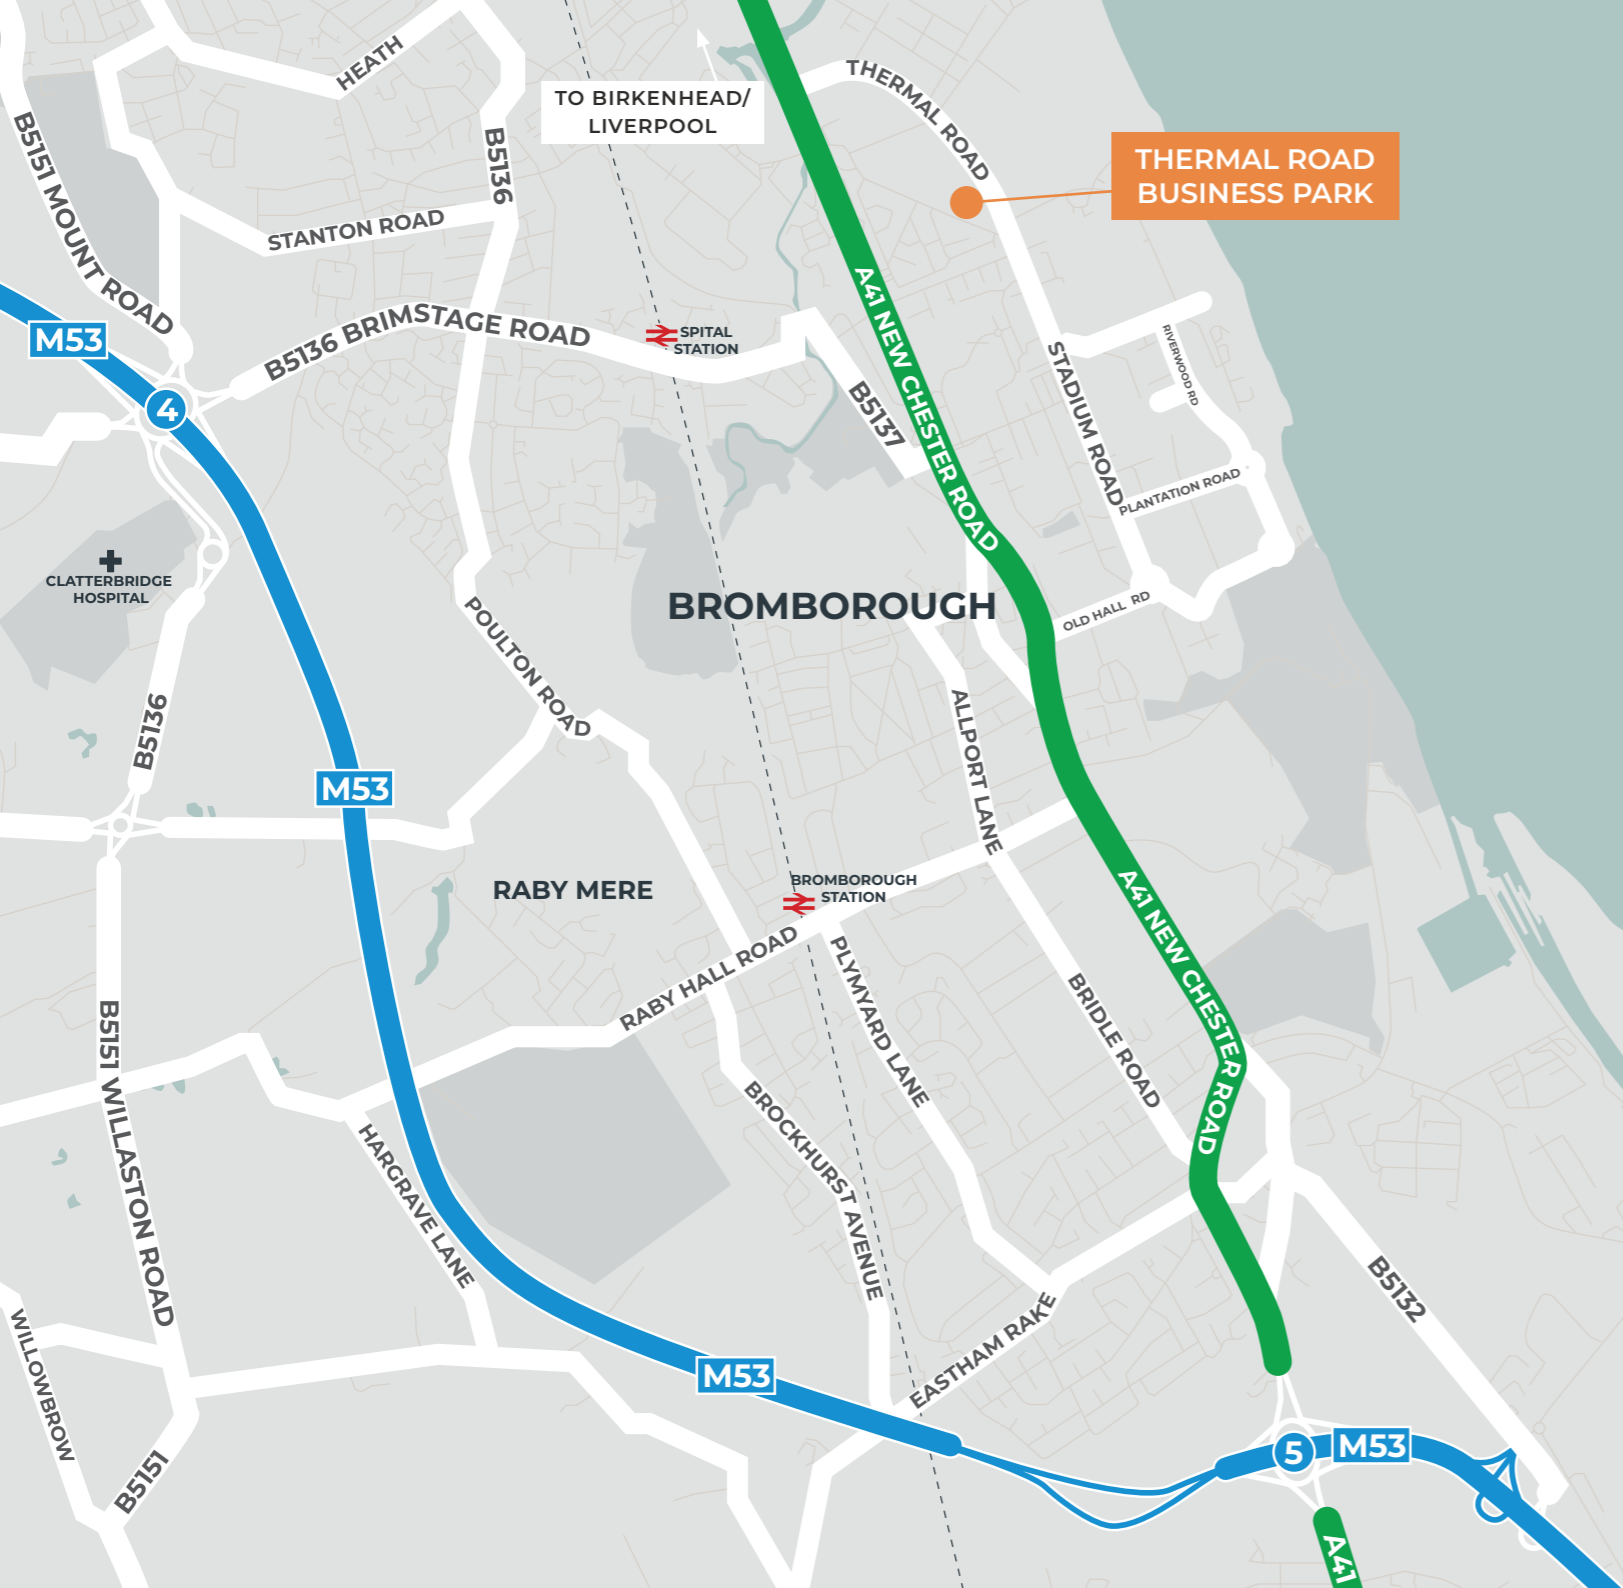 HEATH
TO BIRKENHEAD/
LIVERPOOL
THERMAL ROAD
THERMAL ROAD
BUSINESS PARK
B5151 MOUNT ROAD
B5136
STANTON ROAD
M53
4
B5136 BRIMSTAGE ROAD
SPITAL
STATION
B5137
A41 NEW CHESTER ROAD
STADIUM ROAD
RIVERWOOD RD
PLANTATION ROAD
OLD HALL RD
CLATTERBRIDGE
HOSPITAL
BROMBOROUGH
POULTON ROAD
B5136
M53
ALLPORT LANE
RABY MERE
BROMBOROUGH
STATION
A41 NEW CHESTER ROAD
RABY HALL ROAD
PLYMYARD LANE
BRIDLE ROAD
B5151 WILLASTON ROAD
BROCKHURST AVENUE
HARGRAVE LANE
EASTHAM RAKE
B5132
WILLOWBROW
M53
B5151
5
M53
A41